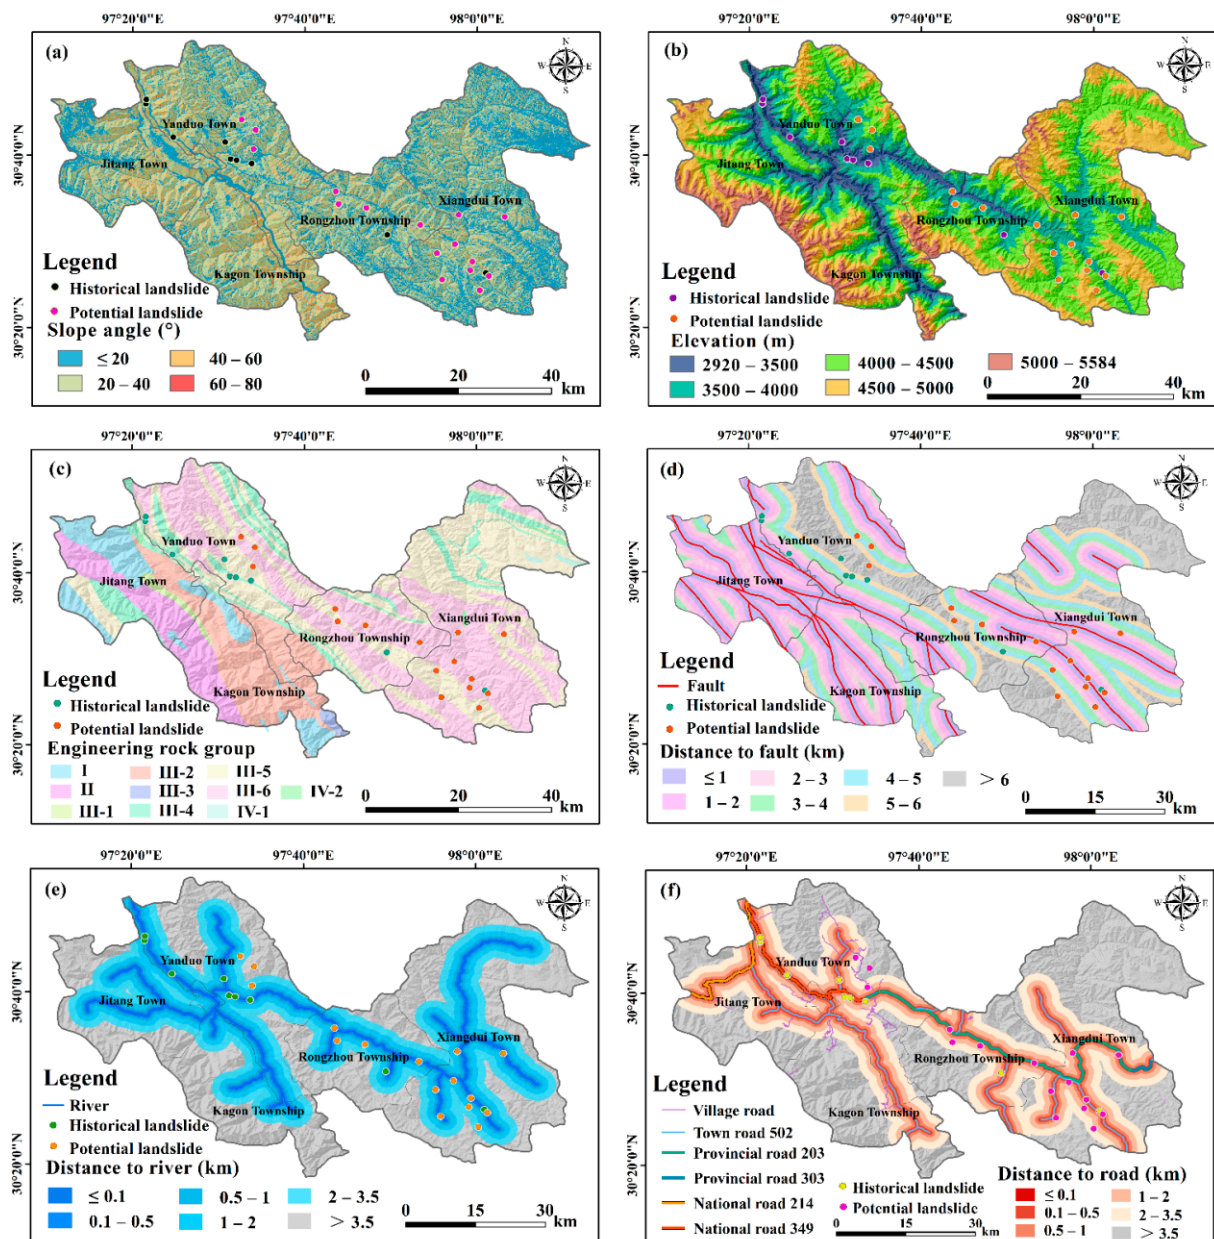 97°20'0"E 97°40'0"E 98°0'0"E
97°20'0"E 97°40'0"E 98°0'0"E
(a)
N
W E
S
Yanduo Town
Jitang Town
Xiangdui Town
Rongzhou Township
Kagon Township
30°40'0"N
30°20'0"N
Legend
Historical landslide
Potential landslide
Slope angle (°)
≤ 20 40 – 60
20 – 40 60 – 80
0 20 40
km
(b)
N
W E
S
Yanduo Town
Jitang Town
Xiangdui Town
Rongzhou Township
Kagon Township
30°40'0"N
30°20'0"N
Legend
Historical landslide
Potential landslide
Elevation (m)
2920 – 3500 4000 – 4500 5000 – 5584
3500 – 4000 4500 – 5000
0 20 40
km
97°20'0"E 97°40'0"E 98°0'0"E
97°20'0"E 97°40'0"E 98°0'0"E
(c)
N
W E
S
Yanduo Town
Jitang Town
Xiangdui Town
Rongzhou Township
Kagon Township
30°40'0"N
30°20'0"N
Legend
Historical landslide
Potential landslide
Engineering rock group
I III-2 III-5
II III-3 III-6 IV-2
III-1 III-4 IV-1
0 20 40
km
(d)
N
W E
S
Yanduo Town
Jitang Town
Xiangdui Town
Rongzhou Township
Kagon Township
30°40'0"N
30°20'0"N
Legend
Fault
Historical landslide
Potential landslide
Distance to fault (km)
≤ 1 2 – 3 4 – 5 > 6
1 – 2 3 – 4 5 – 6
0 15 30
km
97°20'0"E 97°40'0"E 98°0'0"E
97°20'0"E 97°40'0"E 98°0'0"E
(e)
N
W E
S
Yanduo Town
Jitang Town
Xiangdui Town
Rongzhou Township
Kagon Township
30°40'0"N
30°20'0"N
Legend
River
Historical landslide
Potential landslide
Distance to river (km)
≤ 0.1 0.5 – 1 2 – 3.5
0.1 – 0.5 1 – 2 > 3.5
0 15 30
km
(f)
N
W E
S
Yanduo Town
Jitang Town
Xiangdui Town
Rongzhou Township
Kagon Township
30°40'0"N
30°20'0"N
Legend
Village road
Town road 502
Provincial road 203
Provincial road 303
National road 214
National road 349
Historical landslide
Potential landslide
0 15 30
km
Distance to road (km)
≤ 0.1 1 – 2
0.1 – 0.5 2 – 3.5
0.5 – 1 > 3.5